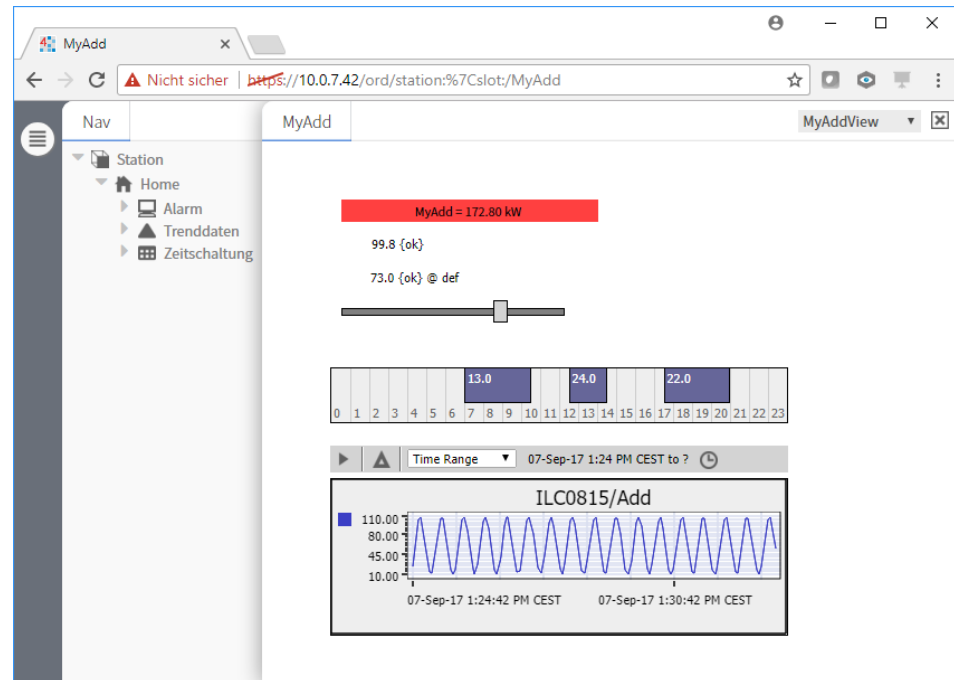 MyAdd
Nicht sicher | https://10.0.7.42/ord/station:%7Cslot:/MyAdd
Nav
MyAdd
MyAddView
Station
Home
Alarm
Trenddaten
Zeitschaltung
MyAdd = 172.80 kW
99.8 {ok}
73.0 {ok} @ def
13.0 24.0 22.0
0 1 2 3 4 5 6 7 8 9 10 11 12 13 14 15 16 17 18 19 20 21 22 23
Time Range 07-Sep-17 1:24 PM CEST to ?
ILC0815/Add
110.00
80.00
45.00
10.00
07-Sep-17 1:24:42 PM CEST 07-Sep-17 1:30:42 PM CEST